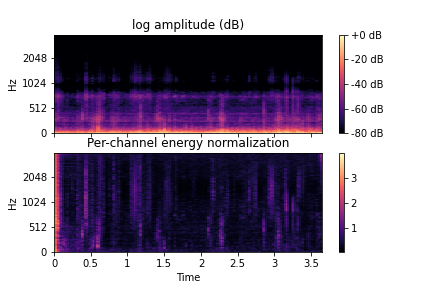 log amplitude (dB)
Hz
2048
1024
512
0
+0 dB
-20 dB
-40 dB
-60 dB
-80 dB
Per-channel energy normalization
Hz
2048
1024
512
0
3
2
1
0 0.5 1 1.5 2 2.5 3 3.5
Time